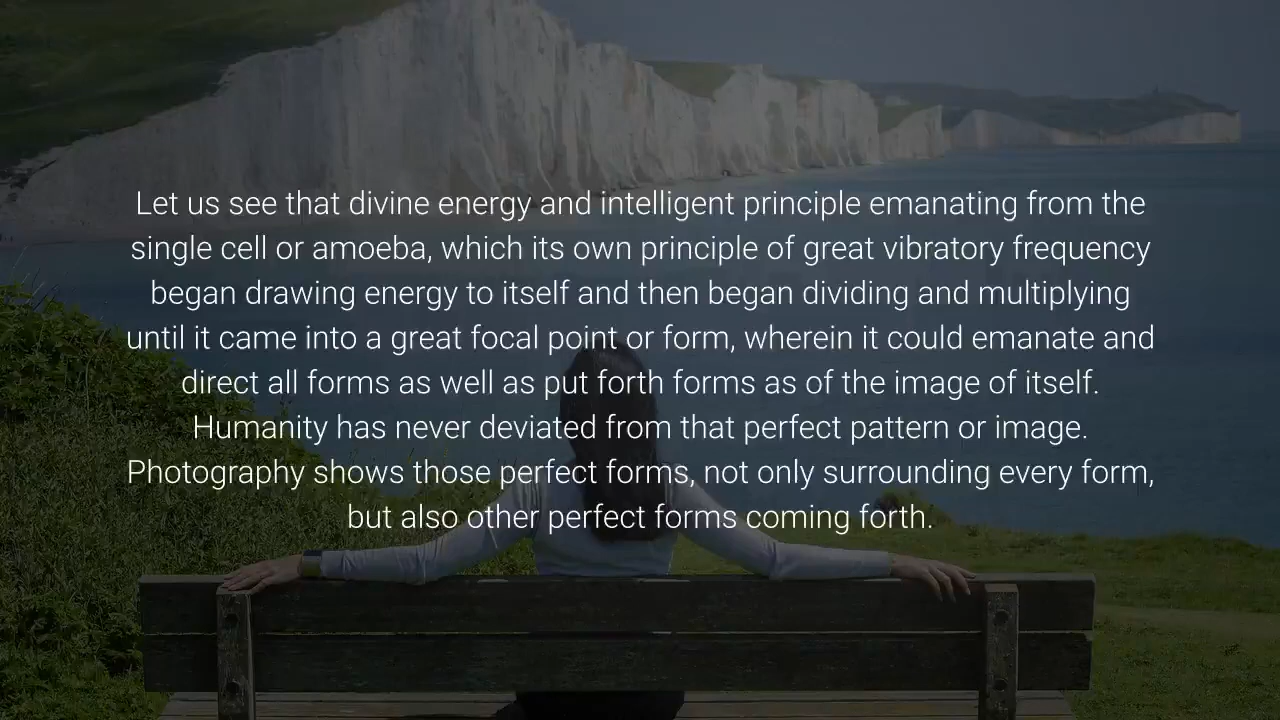 Let us see that divine energy and intelligent principle emanating from the
single cell or amoeba, which its own principle of great vibratory frequency
began drawing energy to itself and then began dividing and multiplying
until it came into a great focal point or form, wherein it could emanate and
direct all forms as well as put forth forms as of the image of itself.
Humanity has never deviated from that perfect pattern or image.
Photography shows those perfect forms, not only surrounding every form,
but also other perfect forms coming forth.